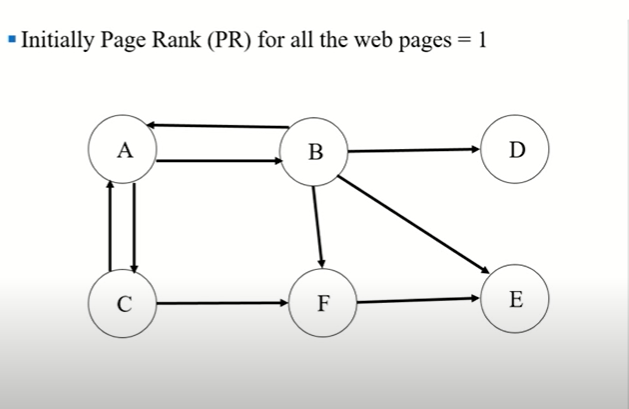 ▪ Initially Page Rank (PR) for all the web pages = 1
A
B
D
C
F
E